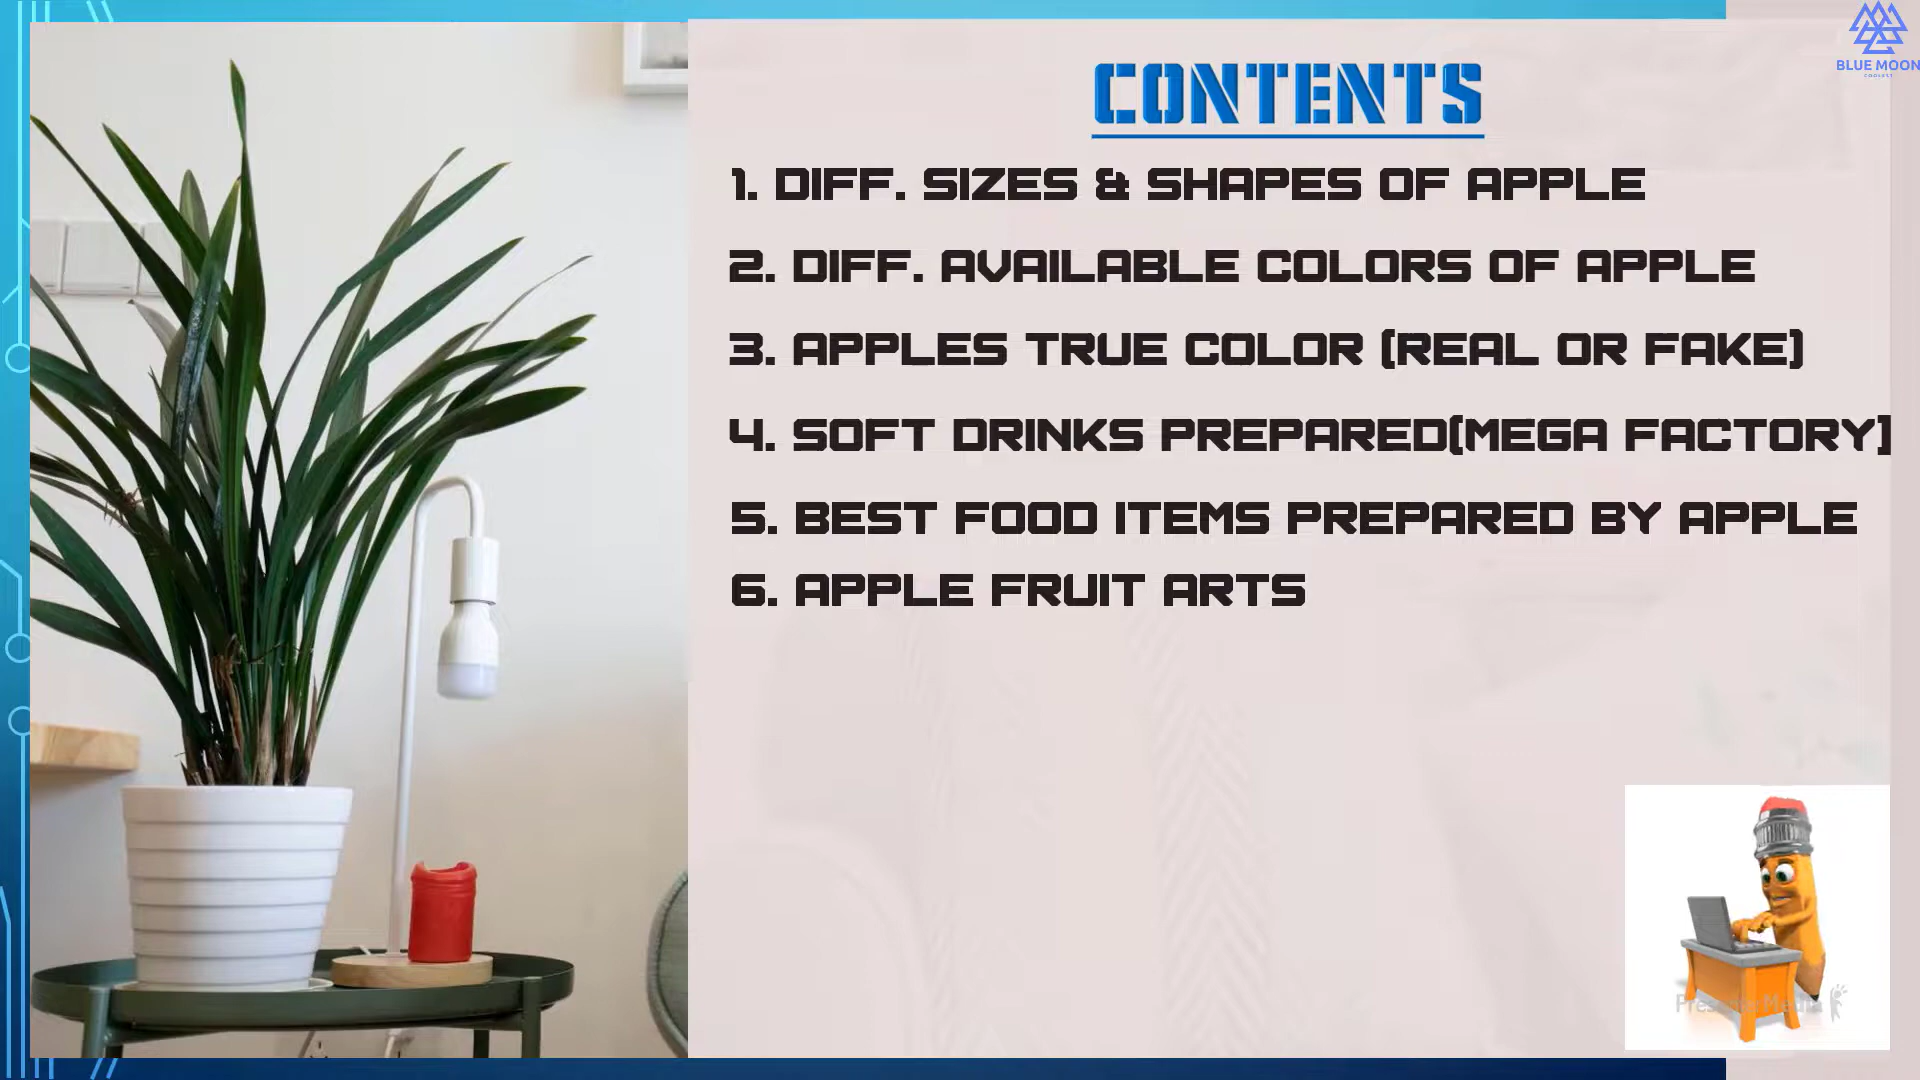 BLUE MOON
CONTENTS
1. DIFF. SIZES & SHAPES OF APPLE
2. DIFF. AVAILABLE COLORS OF APPLE
3. APPLES TRUE COLOR [REAL OR FAKE]
4. SOFT DRINKS PREPARED[MEGA FACTORY]
5. BEST FOOD ITEMS PREPARED BY APPLE
6. APPLE FRUIT ARTS